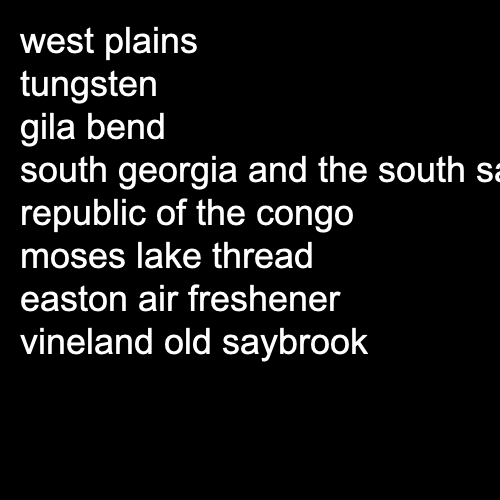 west plains
tungsten
gila bend
south georgia and the south
republic of the congo
moses lake thread
easton air freshener
vineland old saybrook